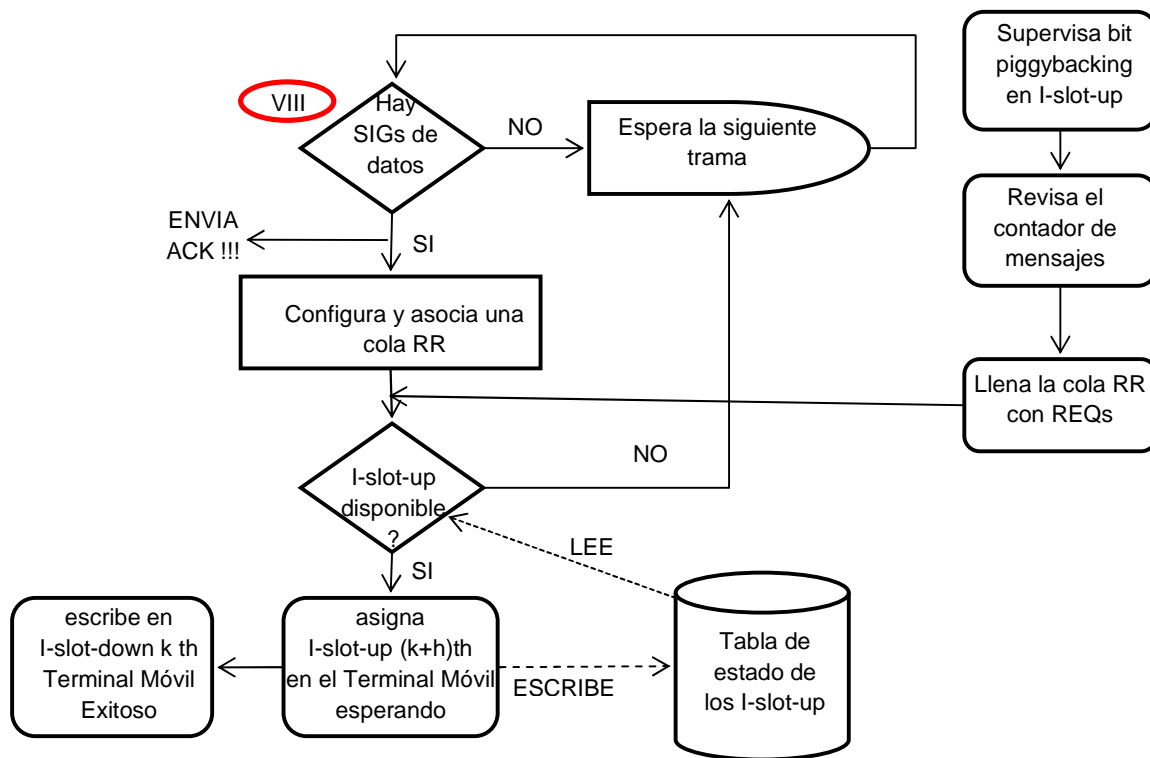 VIII
Hay
SIGs de
datos
NO
Espera la siguiente
trama
Supervisa bit
piggybacking
en I-slot-up
ENVIA
ACK !!!
SI
Revisa el
contador de
mensajes
Configura y asocia una
cola RR
Llena la cola RR
con REQs
I-slot-up
disponible
?
NO
LEE
SI
escribe en
I-slot-down k th
Terminal Móvil
Exitoso
asigna
I-slot-up (k+h)th
en el Terminal Móvil
esperando
ESCRIBE
Tabla de
estado de
los I-slot-up